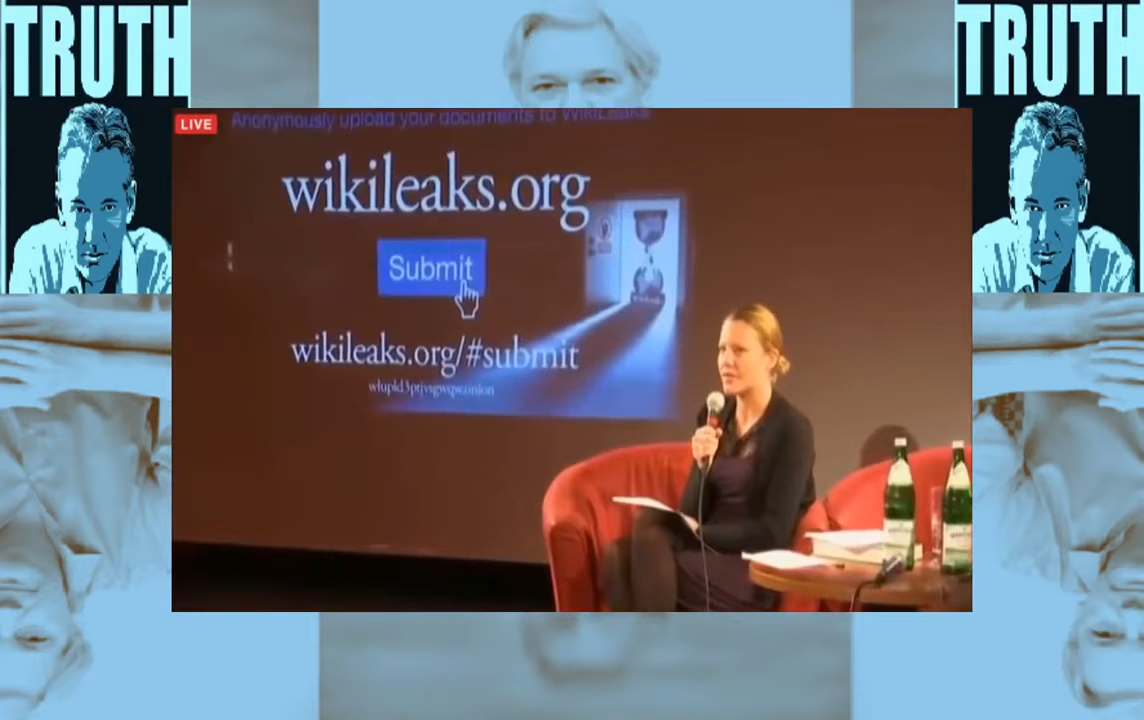 TRUTH
TRUTH
LIVE
Anonymously upload your documents to WikiLeaks
wikileaks.org
Submit
wikileaks.org/#submit